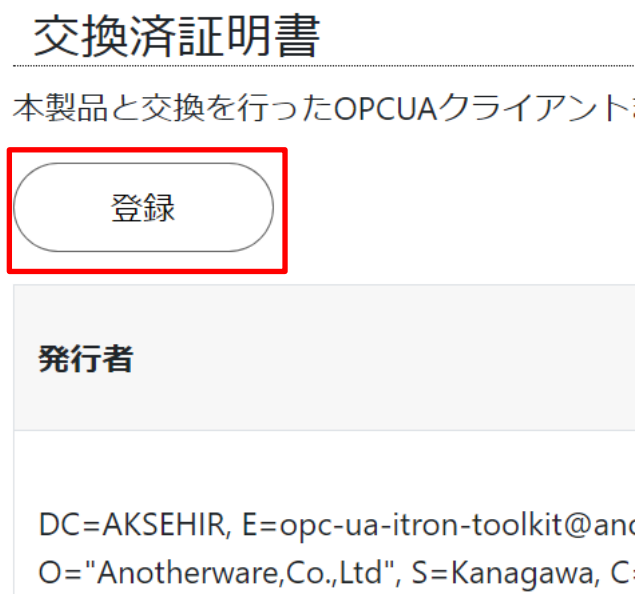 交換済証明書
本製品と交換を行ったOPCUAクライアント
登録
発行者
DC=AKSEHIR, E=opc-ua-itron-toolkit@an
O="Anotherware,Co.,Ltd", S=Kanagawa, C=